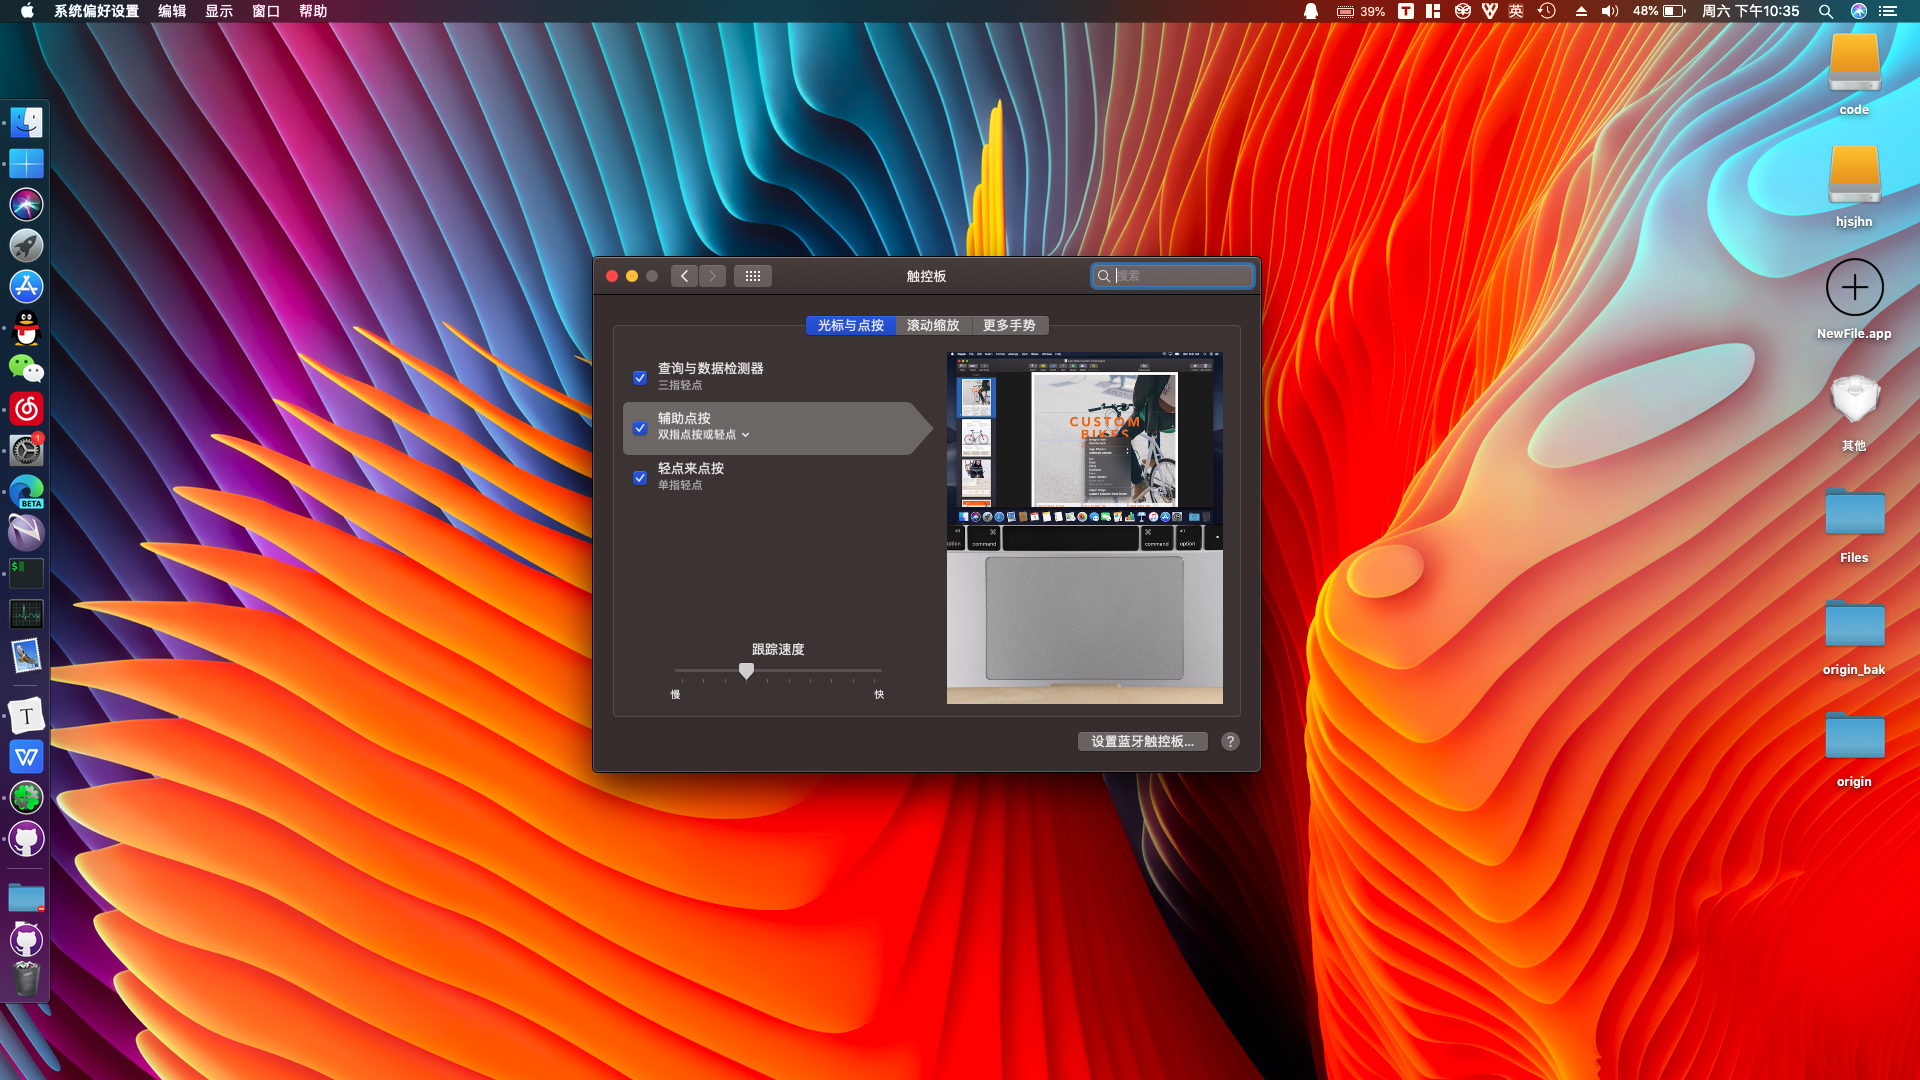 系统偏好设置 编辑 显示 窗口 帮助
39% T 英 48% 周六 下午10:35
code
hjsjhn
NewFile.app
其他
Files
origin_bak
origin
1
BETA
$
T
触控板
搜索
光标与点按 滚动缩放 更多手势
查询与数据检测器
三指轻点
辅助点按
双指点按或轻点
轻点来点按
单指轻点
CUSTOM
BIKES
command
command
option
跟踪速度
慢 快
设置蓝牙触控板...
?